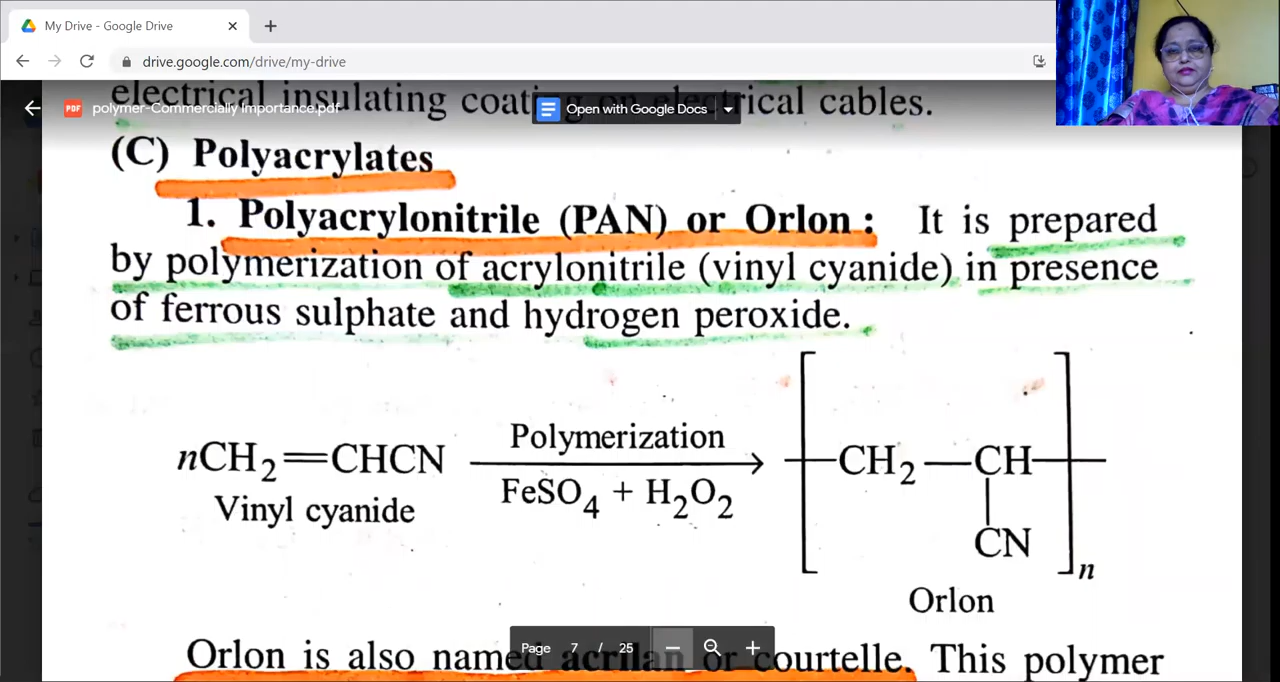 My Drive - Google Drive
drive.google.com/drive/my-drive
electrical insulating coating on electrical cables.
PDF polymer-Commercially Importance.pdf
Open with Google Docs
(C) Polyacrylates
1. Polyacrylonitrile (PAN) or Orlon : It is prepared
by polymerization of acrylonitrile (vinyl cyanide) in presence
of ferrous sulphate and hydrogen peroxide.
nCH2=CHCN Polymerization —CH2—CH—
Vinyl cyanide FeSO4 + H2O2
CN
n
Orlon
Orlon is also named acrilan or courtelle. This polymer
Page 7 / 25